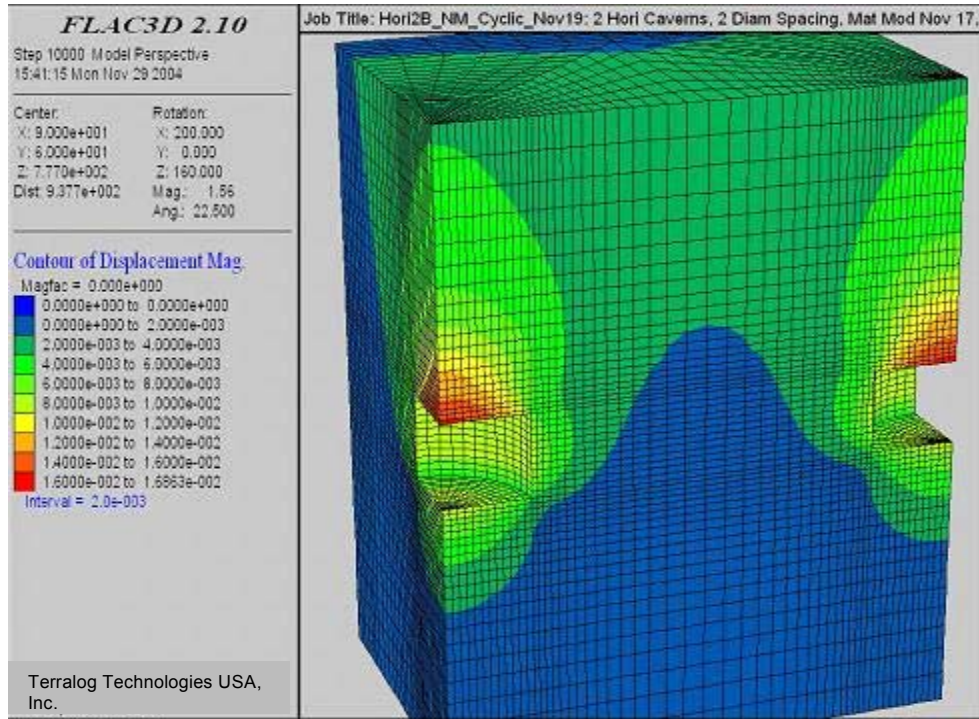 FLAC3D 2.10
Job Title: Hori2B_NM_Cyclic_Nov19: 2 Hori Caverns, 2 Diam Spacing, Mat Mod Nov 17,
Step 10000 Model Perspective
15:41:15 Mon Nov 29 2004
Center: Rotation:
X: 9.000e+001 X: 200.000
Y: 6.000e+001 Y: 0.000
Z: 7.770e+002 Z: 160.000
Dist: 9.377e+002 Mag.: 1.56
Ang.: 22.500
Contour of Displacement Mag.
Magfac = 0.000e+000
0.0000e+000 to 0.0000e+000
0.0000e+000 to 2.0000e-003
2.0000e-003 to 4.0000e-003
4.0000e-003 to 6.0000e-003
6.0000e-003 to 8.0000e-003
8.0000e-003 to 1.0000e-002
1.0000e-002 to 1.2000e-002
1.2000e-002 to 1.4000e-002
1.4000e-002 to 1.6000e-002
1.6000e-002 to 1.6863e-002
Interval = 2.0e-003
Terralog Technologies USA,
Inc.